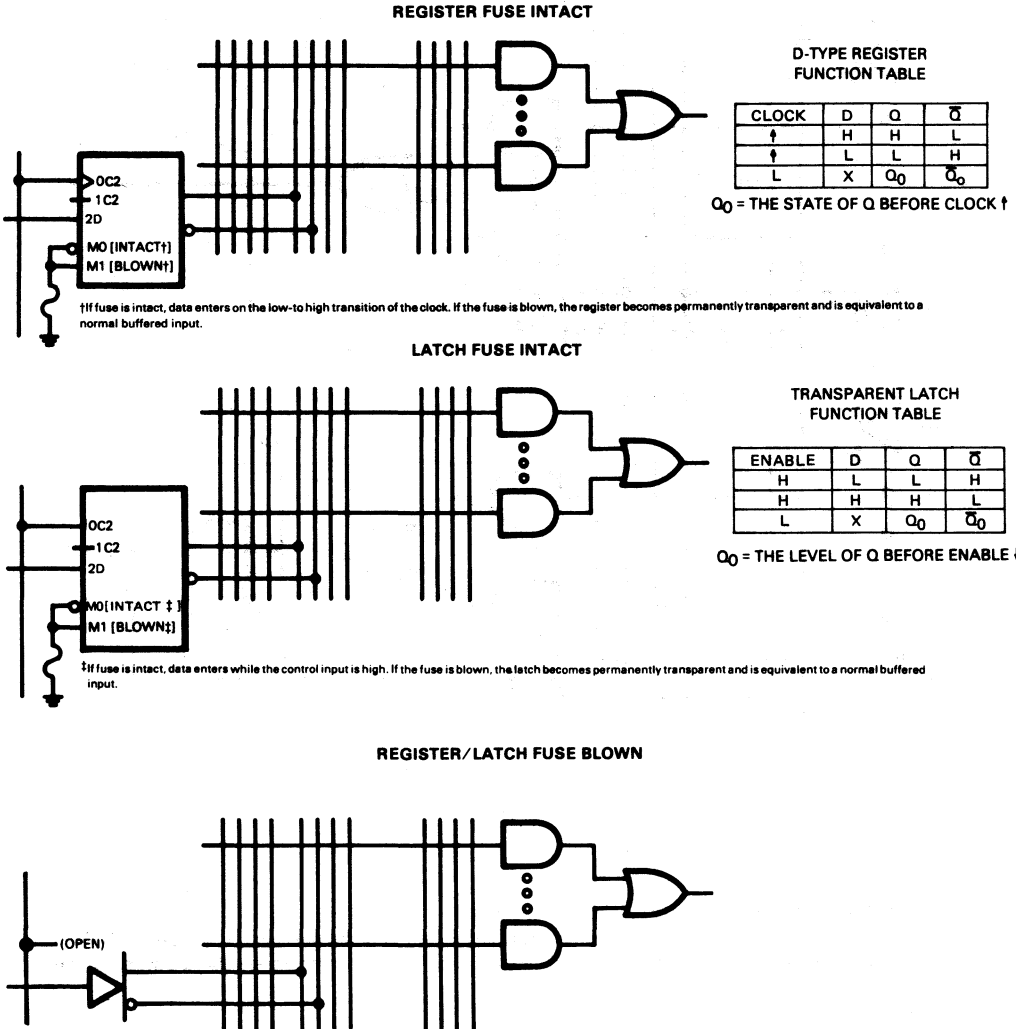 REGISTER FUSE INTACT
D-TYPE REGISTER
FUNCTION TABLE
CLOCK D Q Q̅
↑ H H L
↑ L L H
L X Q0 Q̅o
Q0 = THE STATE OF Q BEFORE CLOCK ↑
0C2
1C2
2D
M0 [INTACT†]
M1 [BLOWN†]
†If fuse is intact, data enters on the low-to high transition of the clock. If the fuse is blown, the register becomes permanently transparent and is equivalent to a
normal buffered input.
LATCH FUSE INTACT
TRANSPARENT LATCH
FUNCTION TABLE
ENABLE D Q Q̅
H L L H
H H H L
L X Q0 Q̅0
Q0 = THE LEVEL OF Q BEFORE ENABLE
0C2
1C2
2D
M0[INTACT ‡]
M1 [BLOWN‡]
‡If fuse is intact, data enters while the control input is high. If the fuse is blown, the latch becomes permanently transparent and is equivalent to a normal buffered
input.
REGISTER/LATCH FUSE BLOWN
(OPEN)